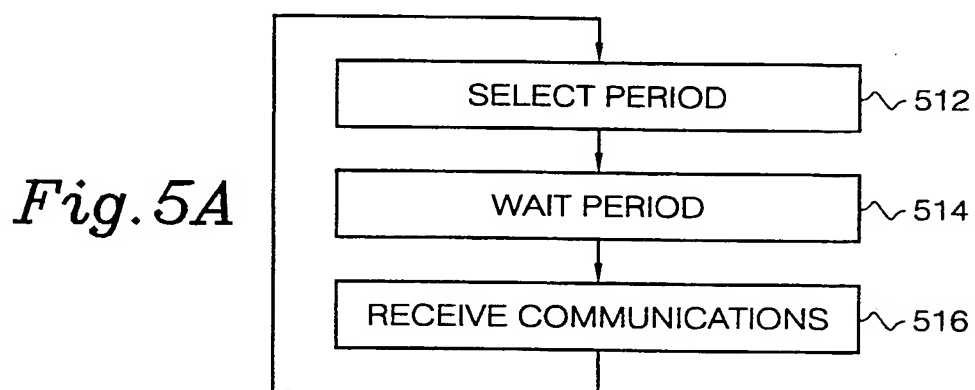 SELECT PERIOD 512
Fig. 5A
WAIT PERIOD 514
RECEIVE COMMUNICATIONS 516